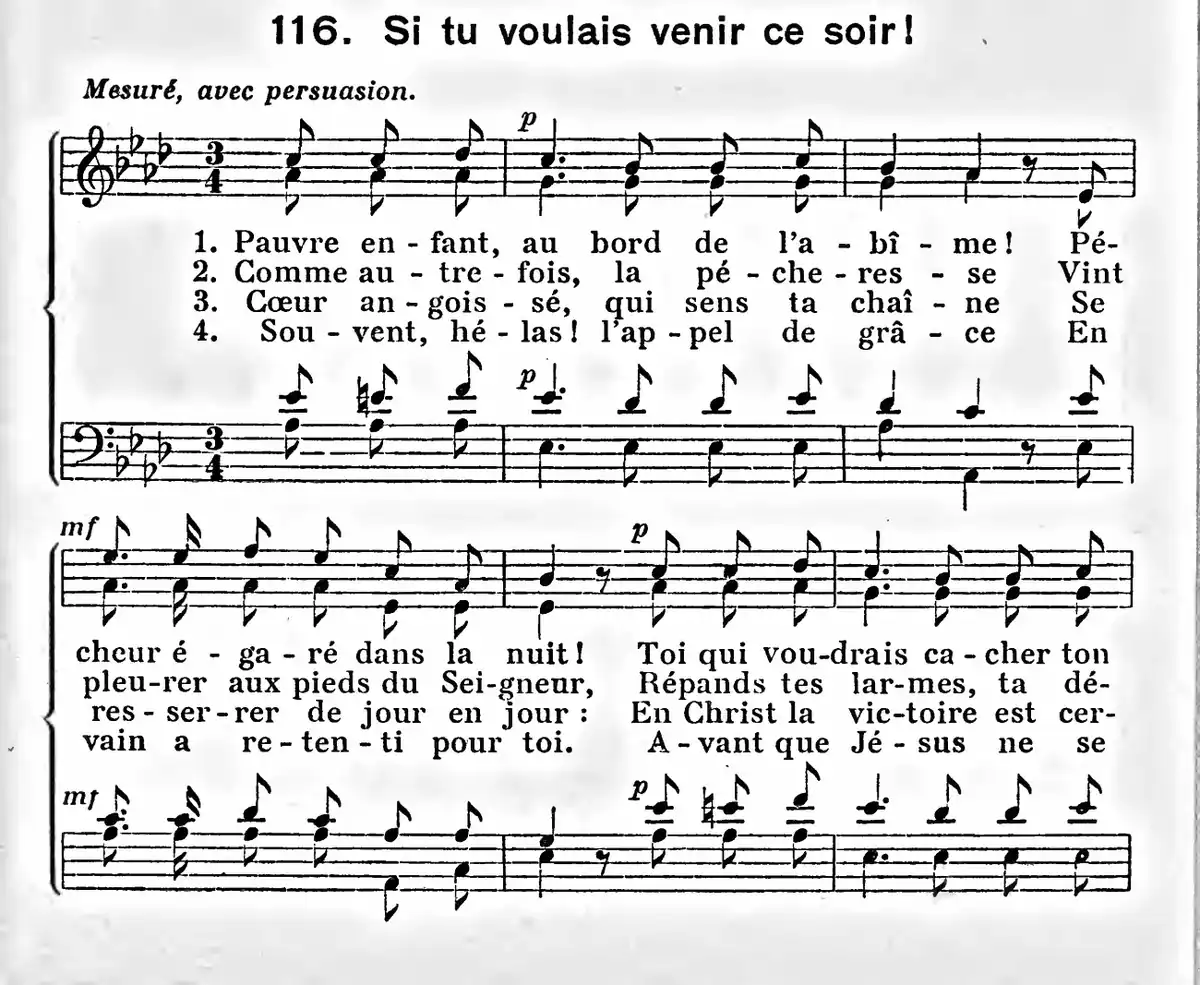 116. Si tu voulais venir ce soir!
Mesuré, avec persuasion.
p
3
4
1. Pauvre en - fant, au bord de l'a - bî - me! Pé-
2. Comme au - tre - fois, la pé - che - res - se Vint
3. Cœur an - gois - sé, qui sens ta chaî - ne Se
4. Sou - vent, hé - las! l'ap - pel de grâ - ce En
p
3
4
mf p
cheur é - ga - ré dans la nuit! Toi qui vou-drais ca - cher ton
pleu-rer aux pieds du Sei-gneur, Répands tes lar-mes, ta dé-
res - ser - rer de jour en jour: En Christ la vic-toire est cer-
vain a re - ten - ti pour toi. A - vant que Jé - sus ne se
mf p